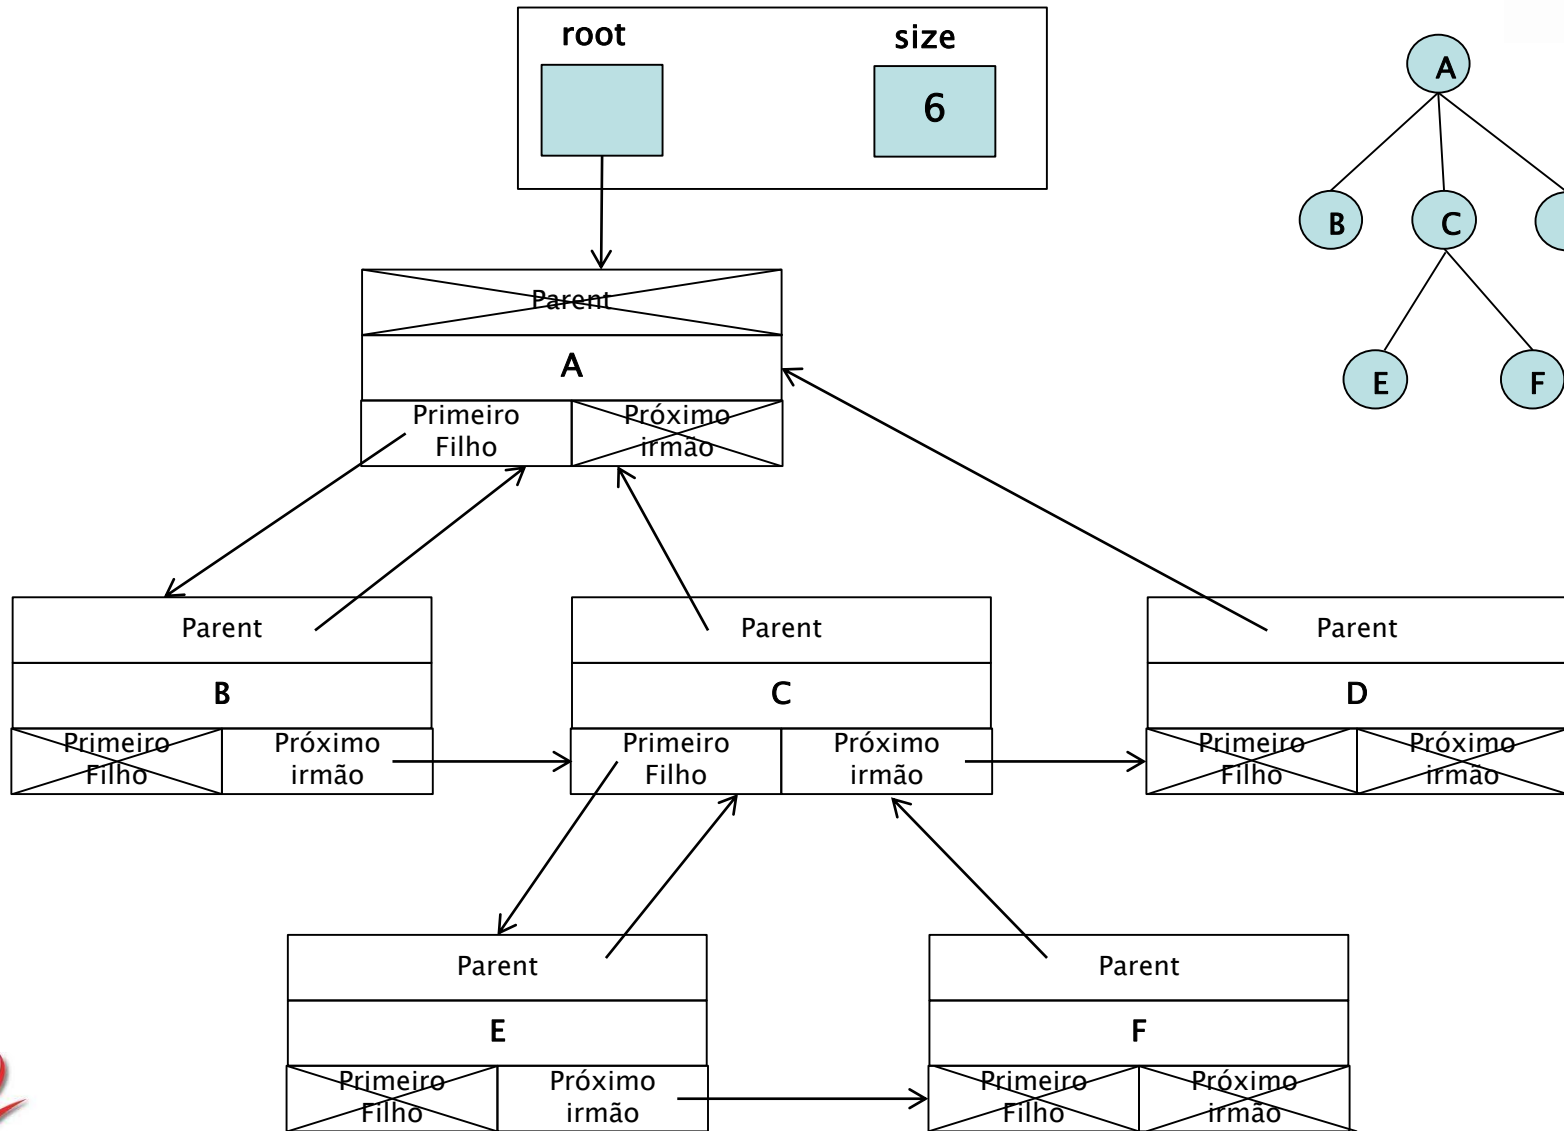 root
size
6
A
B
C
E
F
Parent
A
Primeiro
Filho
Próximo
irmão
Parent
B
Primeiro
Filho
Próximo
irmão
Parent
C
Primeiro
Filho
Próximo
irmão
Parent
D
Primeiro
Filho
Próximo
irmão
Parent
E
Primeiro
Filho
Próximo
irmão
Parent
F
Primeiro
Filho
Próximo
irmão